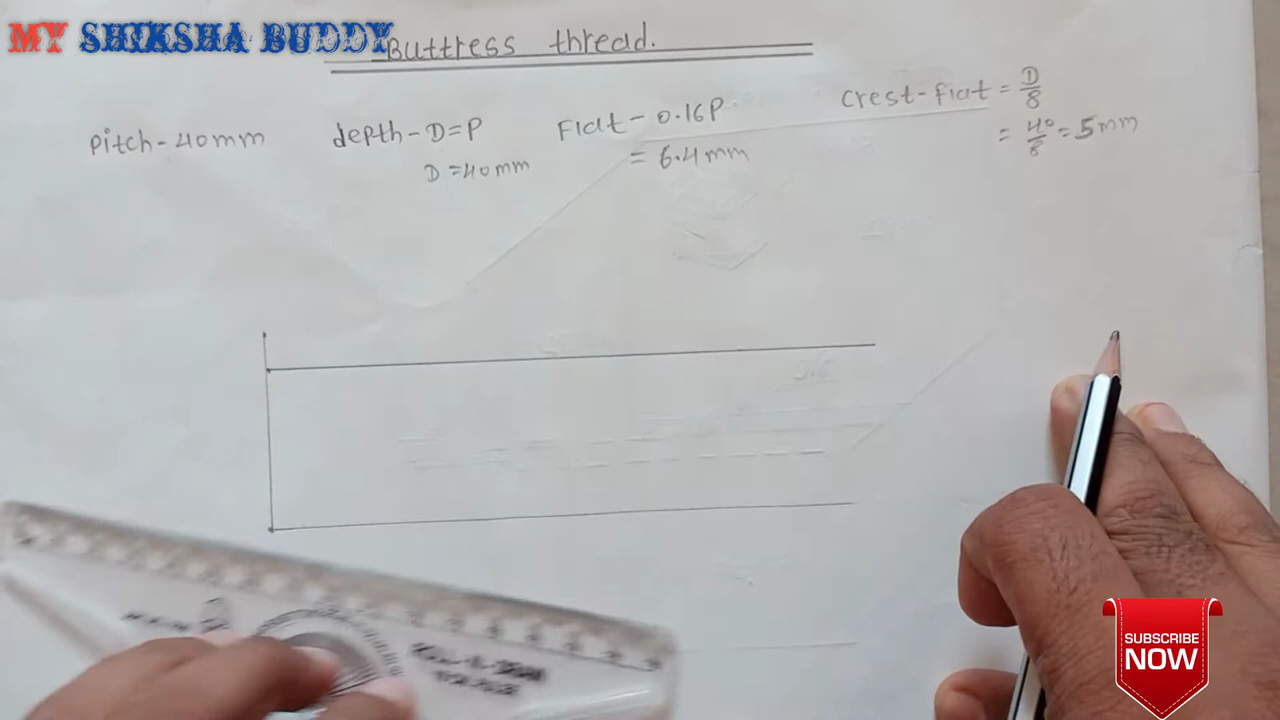 MY SHIKSHA BUDDY
Buttress thread.
Pitch-40mm
depth-D=P
D=40mm
Flat-0.16P
= 6.4mm
Crest-flat = D/8
= 40/8 = 5mm
SUBSCRIBE
NOW